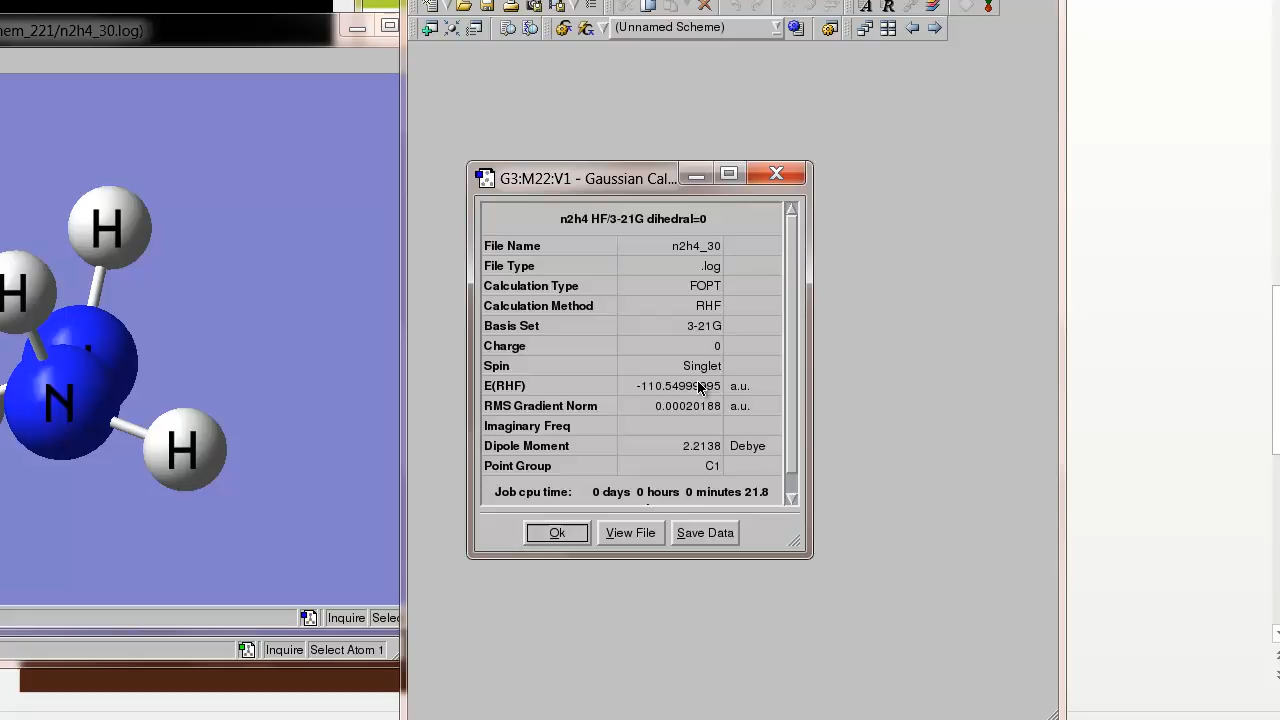 hem_221/n2h4_30.log)
(Unnamed Scheme)
G3:M22:V1 - Gaussian Cal...
n2h4 HF/3-21G dihedral=0
File Name n2h4_30
File Type .log
Calculation Type FOPT
Calculation Method RHF
Basis Set 3-21G
Charge 0
Spin Singlet
E(RHF) a.u.
RMS Gradient Norm 0.00020188 a.u.
Imaginary Freq
Dipole Moment 2.2138 Debye
Point Group C1
Job cpu time: 0 days 0 hours 0 minutes 21.8
Ok View File Save Data
H
H
N
H
Inquire Selec
Inquire Select Atom 1